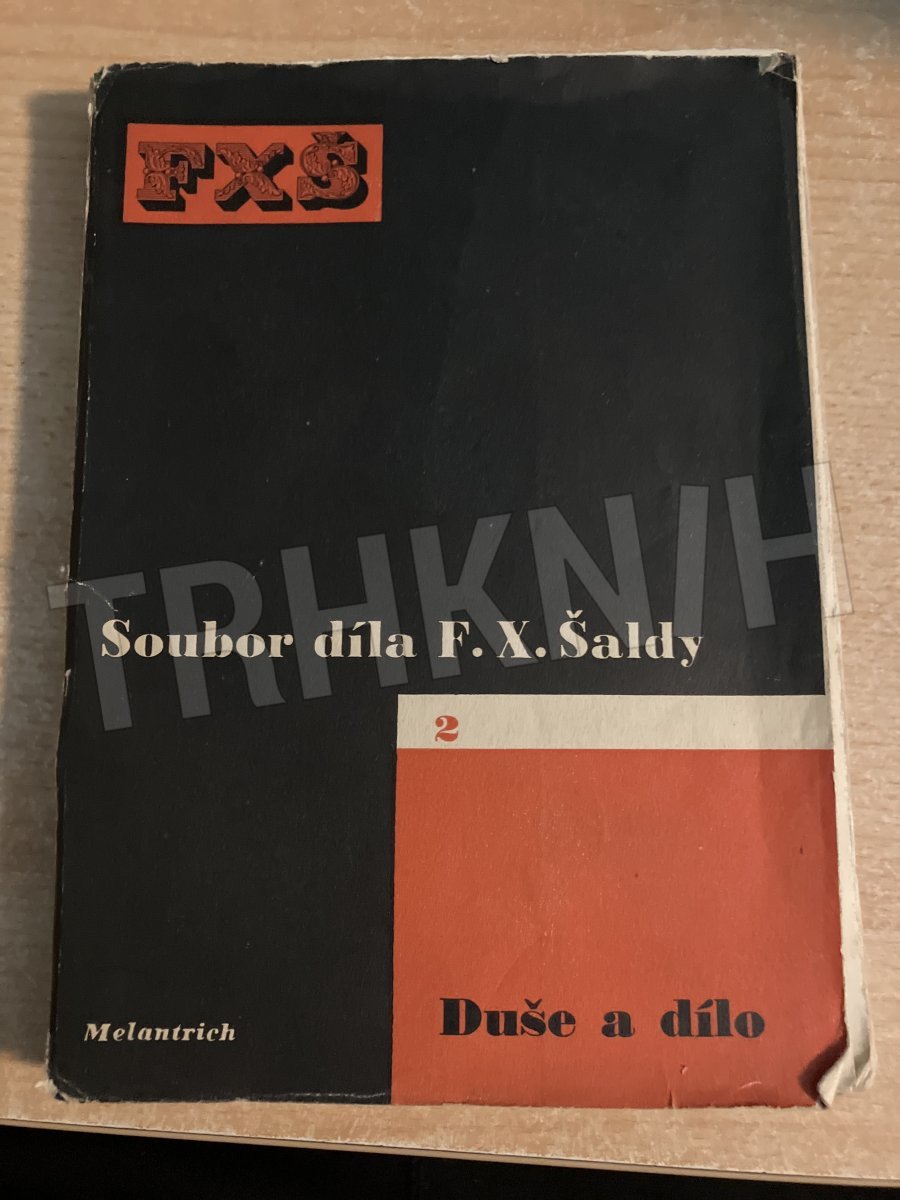 FXŠ
TRHKNIH
Soubor díla F. X. Šaldy
2
Duše a dílo
Melantrich